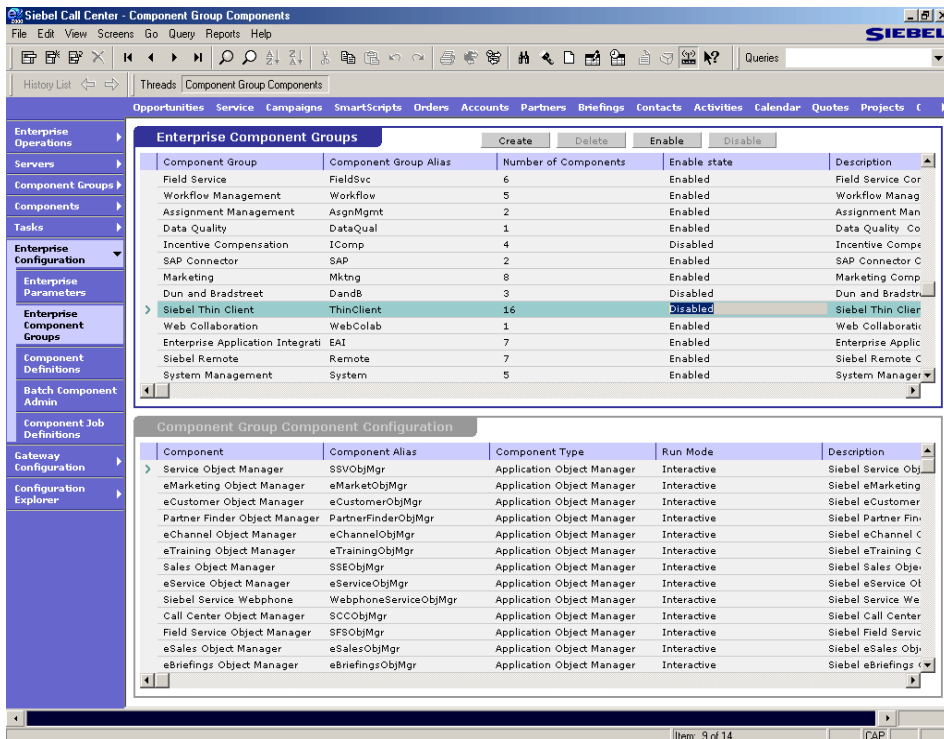 Siebel Call Center - Component Group Components
File Edit View Screens Go Query Reports Help
SIEBEL
Queries
History List
Threads Component Group Components
Opportunities Service Campaigns SmartScripts Orders Accounts Partners Briefings Contacts Activities Calendar Quotes Projects
Enterprise Operations
Servers
Component Groups
Components
Tasks
Enterprise Configuration
Enterprise Parameters
Enterprise Component Groups
Component Definitions
Batch Component Admin
Component Job Definitions
Gateway Configuration
Configuration Explorer
Enterprise Component Groups
Create Delete Enable Disable
Component Group Component Group Alias Number of Components Enable state Description
Field Service FieldSvc 6 Enabled Field Service Cor
Workflow Management Workflow 5 Enabled Workflow Manag
Assignment Management AsgnMgmt 2 Enabled Assignment Man
Data Quality DataQual 1 Enabled Data Quality Co
Incentive Compensation IComp 4 Disabled Incentive Compe
SAP Connector SAP 2 Enabled SAP Connector C
Marketing Mktng 8 Enabled Marketing Comp
Dun and Bradstreet DandB 3 Disabled Dun and Bradstr
Siebel Thin Client ThinClient 16 Disabled Siebel Thin Clier
Web Collaboration WebColab 1 Enabled Web Collaboratic
Enterprise Application Integrati EAI 7 Enabled Enterprise Applic
Siebel Remote Remote 7 Enabled Siebel Remote C
System Management System 5 Enabled System Manager
Component Group Component Configuration
Component Component Alias Component Type Run Mode Description
Service Object Manager SSVObjMgr Application Object Manager Interactive Siebel Service Obj
eMarketing Object Manager eMarketObjMgr Application Object Manager Interactive Siebel eMarketing
eCustomer Object Manager eCustomerObjMgr Application Object Manager Interactive Siebel eCustomer
Partner Finder Object Manager PartnerFinderObjMgr Application Object Manager Interactive Siebel Partner Fin
eChannel Object Manager eChannelObjMgr Application Object Manager Interactive Siebel eChannel C
eTraining Object Manager eTrainingObjMgr Application Object Manager Interactive Siebel eTraining C
Sales Object Manager SSEObjMgr Application Object Manager Interactive Siebel Sales Obje
eService Object Manager eServiceObjMgr Application Object Manager Interactive Siebel eService Ob
Siebel Service Webphone WebphoneServiceObjMgr Application Object Manager Interactive Siebel Service We
Call Center Object Manager SCCObjMgr Application Object Manager Interactive Siebel Call Center
Field Service Object Manager SFSObjMgr Application Object Manager Interactive Siebel Field Servic
eSales Object Manager eSalesObjMgr Application Object Manager Interactive Siebel eSales Obj
eBriefings Object Manager eBriefingsObjMgr Application Object Manager Interactive Siebel eBriefings
Item: 9 of 14 CAP